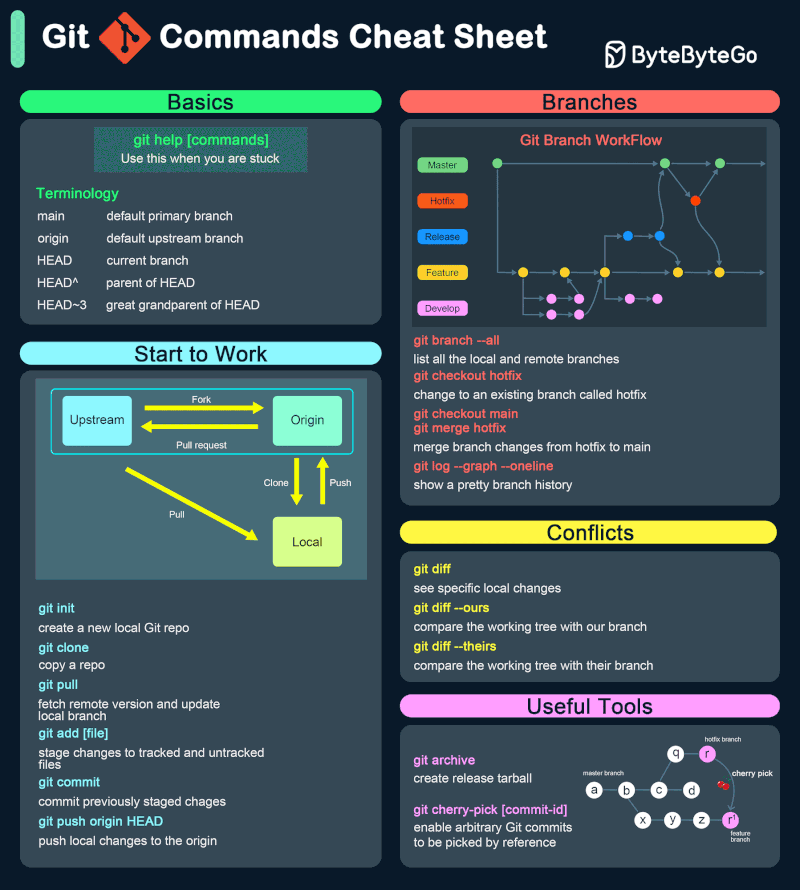 Git Commands Cheat Sheet
ByteByteGo
Basics
git help [commands]
Use this when you are stuck
Terminology
main default primary branch
origin default upstream branch
HEAD current branch
HEAD^ parent of HEAD
HEAD~3 great grandparent of HEAD
Start to Work
Upstream
Fork
Origin
Pull request
Clone
Push
Pull
Local
git init
create a new local Git repo
git clone
copy a repo
git pull
fetch remote version and update
local branch
git add [file]
stage changes to tracked and untracked
files
git commit
commit previously staged chages
git push origin HEAD
push local changes to the origin
Branches
Git Branch WorkFlow
Master
Hotfix
Release
Feature
Develop
git branch --all
list all the local and remote branches
git checkout hotfix
change to an existing branch called hotfix
git checkout main
git merge hotfix
merge branch changes from hotfix to main
git log --graph --oneline
show a pretty branch history
Conflicts
git diff
see specific local changes
git diff --ours
compare the working tree with our branch
git diff --theirs
compare the working tree with their branch
Useful Tools
git archive
create release tarball
git cherry-pick [commit-id]
enable arbitrary Git commits
to be picked by reference
hotfix branch
q r
master branch
cherry pick
a b c d
x y z r'
feature
branch